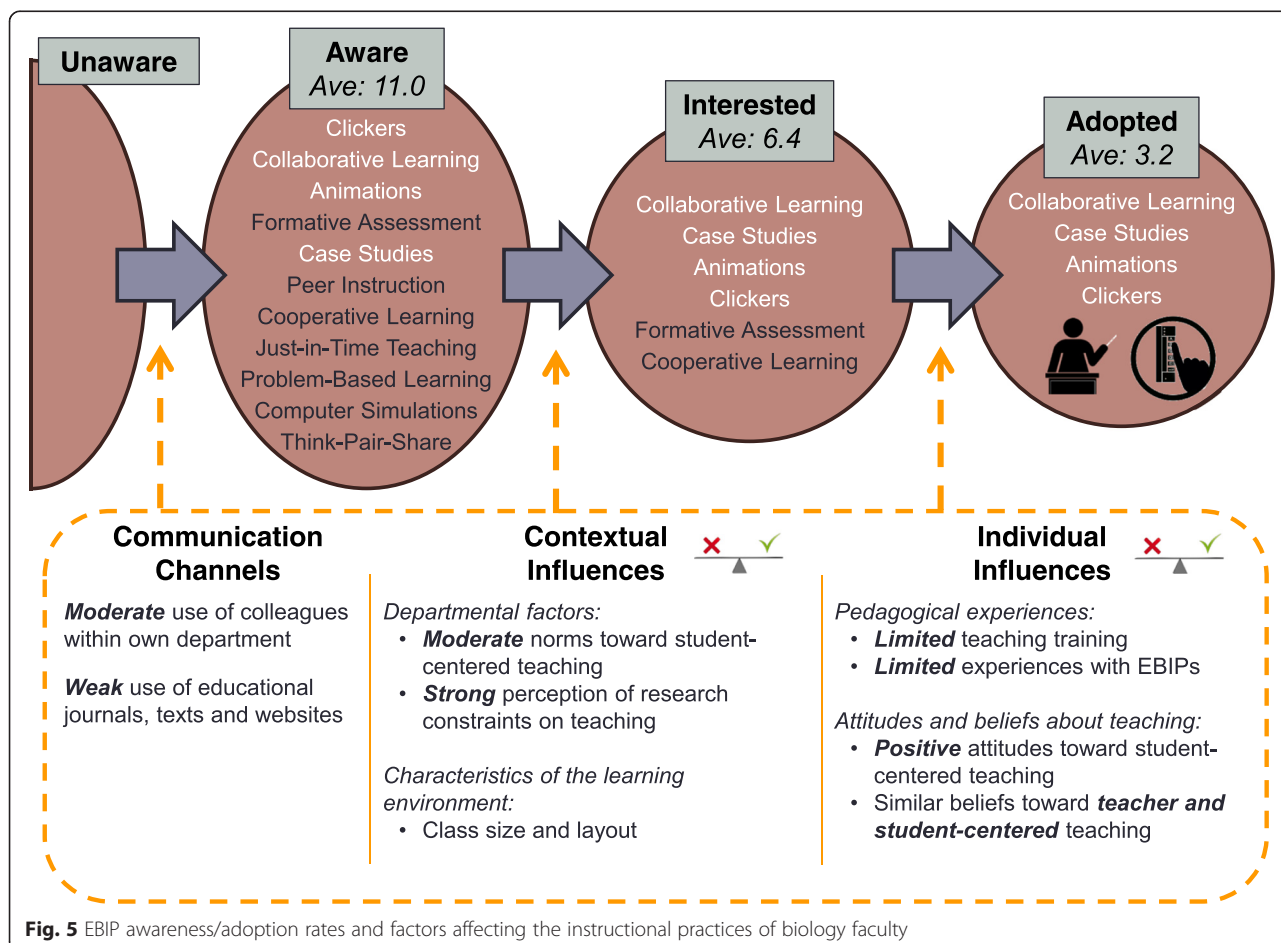 Unaware
Aware
Ave: 11.0
Clickers
Collaborative Learning
Animations
Formative Assessment
Case Studies
Peer Instruction
Cooperative Learning
Just-in-Time Teaching
Problem-Based Learning
Computer Simulations
Think-Pair-Share
Interested
Ave: 6.4
Collaborative Learning
Case Studies
Animations
Clickers
Formative Assessment
Cooperative Learning
Adopted
Ave: 3.2
Collaborative Learning
Case Studies
Animations
Clickers
Communication
Channels
Moderate use of colleagues
within own department
Weak use of educational
journals, texts and websites
Contextual
Influences
Departmental factors:
• Moderate norms toward student-
centered teaching
• Strong perception of research
constraints on teaching
Characteristics of the learning
environment:
• Class size and layout
Individual
Influences
Pedagogical experiences:
• Limited teaching training
• Limited experiences with EBIPs
Attitudes and beliefs about teaching:
• Positive attitudes toward student-
centered teaching
• Similar beliefs toward teacher and
student-centered teaching
Fig. 5 EBIP awareness/adoption rates and factors affecting the instructional practices of biology faculty